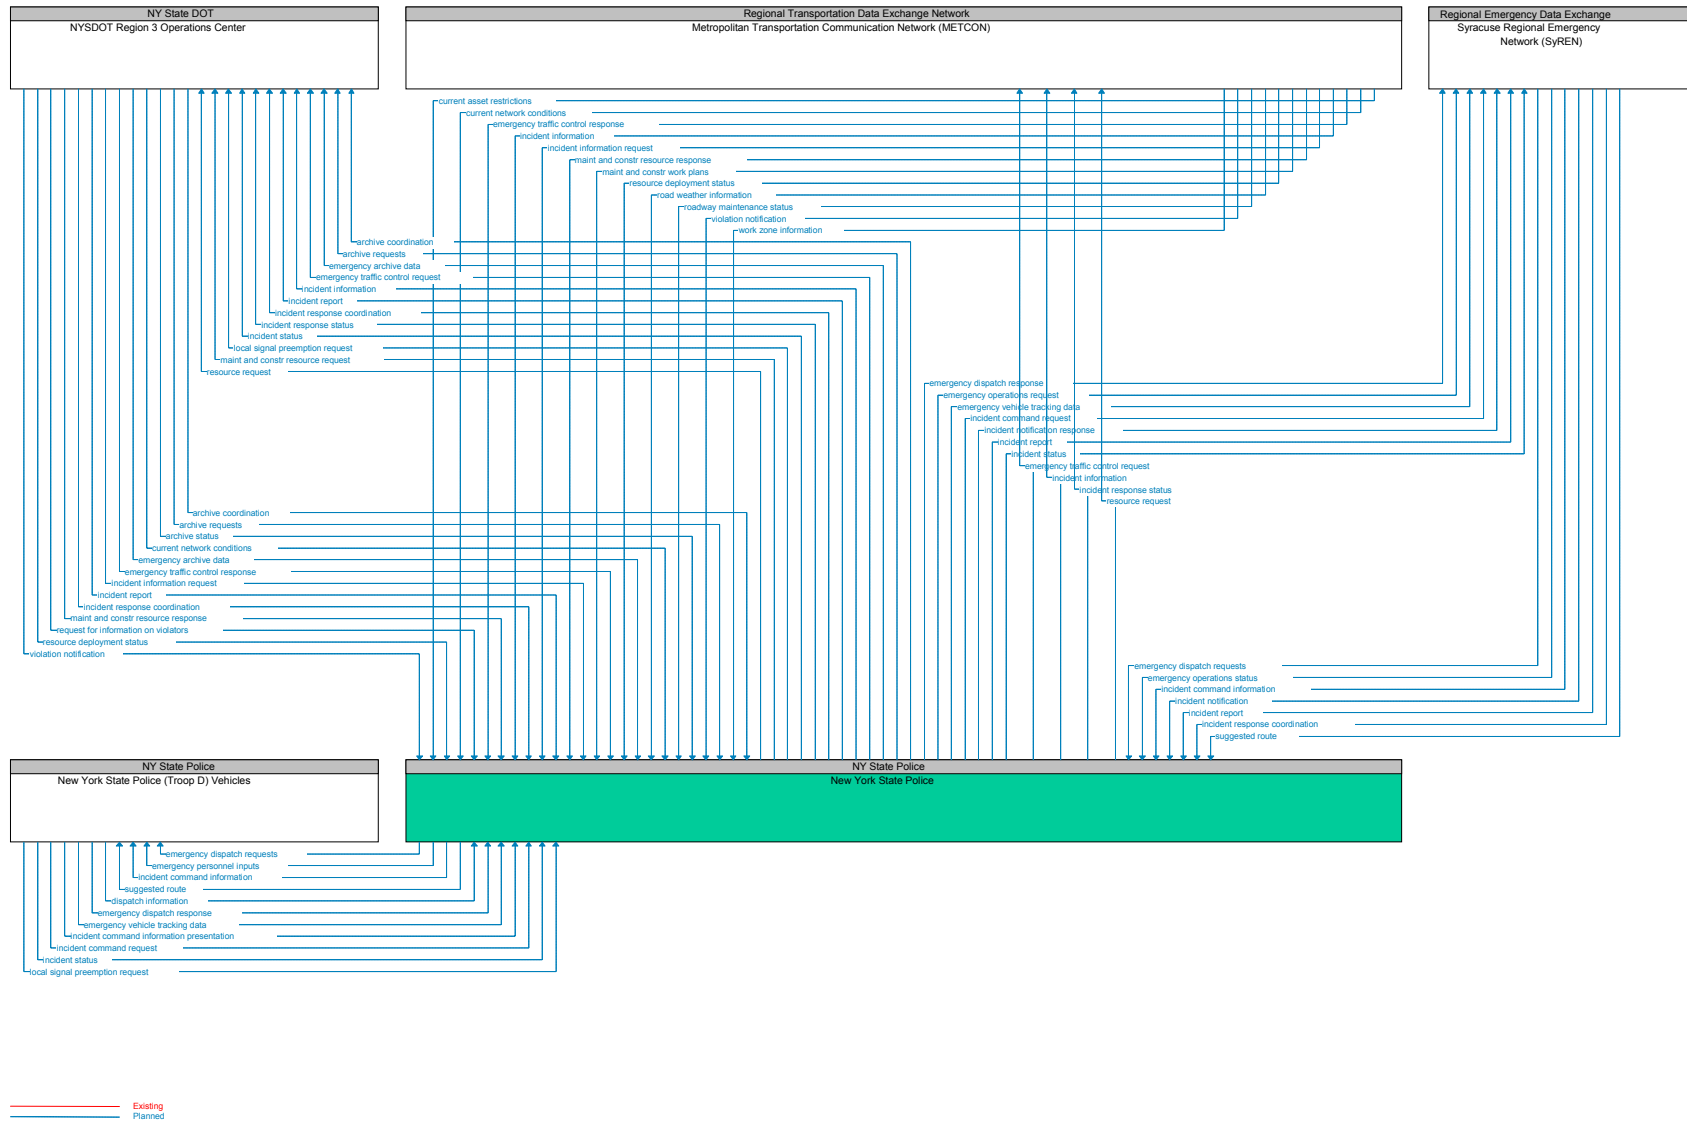 NY State DOT
NYSDOT Region 3 Operations Center
Regional Transportation Data Exchange Network
Metropolitan Transportation Communication Network (METCON)
Regional Emergency Data Exchange
Syracuse Regional Emergency
Network (SyREN)
current asset restrictions
current network conditions
emergency traffic control response
incident information
incident information request
maint and constr resource response
maint and constr work plans
resource deployment status
road weather information
roadway maintenance status
violation notification
work zone information
archive coordination
archive requests
emergency archive data
emergency traffic control request
incident information
incident report
incident response coordination
incident response status
incident status
local signal preemption request
maint and constr resource request
resource request
emergency dispatch response
emergency operations request
emergency vehicle tracking data
incident command request
incident notification response
incident report
incident status
emergency traffic control request
incident information
incident response status
resource request
archive coordination
archive requests
archive status
current network conditions
emergency archive data
emergency traffic control response
incident information request
incident report
incident response coordination
maint and constr resource response
request for information on violators
resource deployment status
violation notification
emergency dispatch requests
emergency operations status
incident command information
incident notification
incident report
incident response coordination
suggested route
NY State Police
New York State Police (Troop D) Vehicles
NY State Police
New York State Police
emergency dispatch requests
emergency personnel inputs
incident command information
suggested route
dispatch information
emergency dispatch response
emergency vehicle tracking data
incident command information presentation
incident command request
incident status
local signal preemption request
Existing
Planned